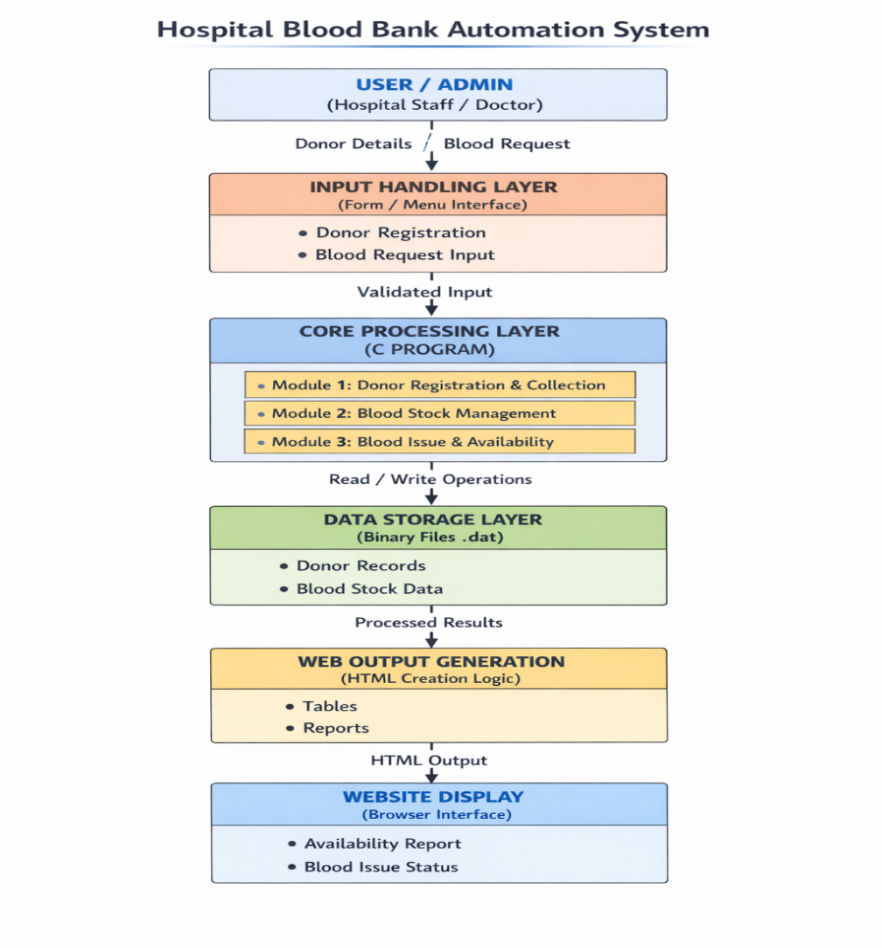 Hospital Blood Bank Automation System
USER / ADMIN
(Hospital Staff / Doctor)
Donor Details / Blood Request
INPUT HANDLING LAYER
(Form / Menu Interface)
• Donor Registration
• Blood Request Input
Validated Input
CORE PROCESSING LAYER
(C PROGRAM)
• Module 1: Donor Registration & Collection
• Module 2: Blood Stock Management
• Module 3: Blood Issue & Availability
Read / Write Operations
DATA STORAGE LAYER
(Binary Files .dat)
• Donor Records
• Blood Stock Data
Processed Results
WEB OUTPUT GENERATION
(HTML Creation Logic)
• Tables
• Reports
HTML Output
WEBSITE DISPLAY
(Browser Interface)
• Availability Report
• Blood Issue Status